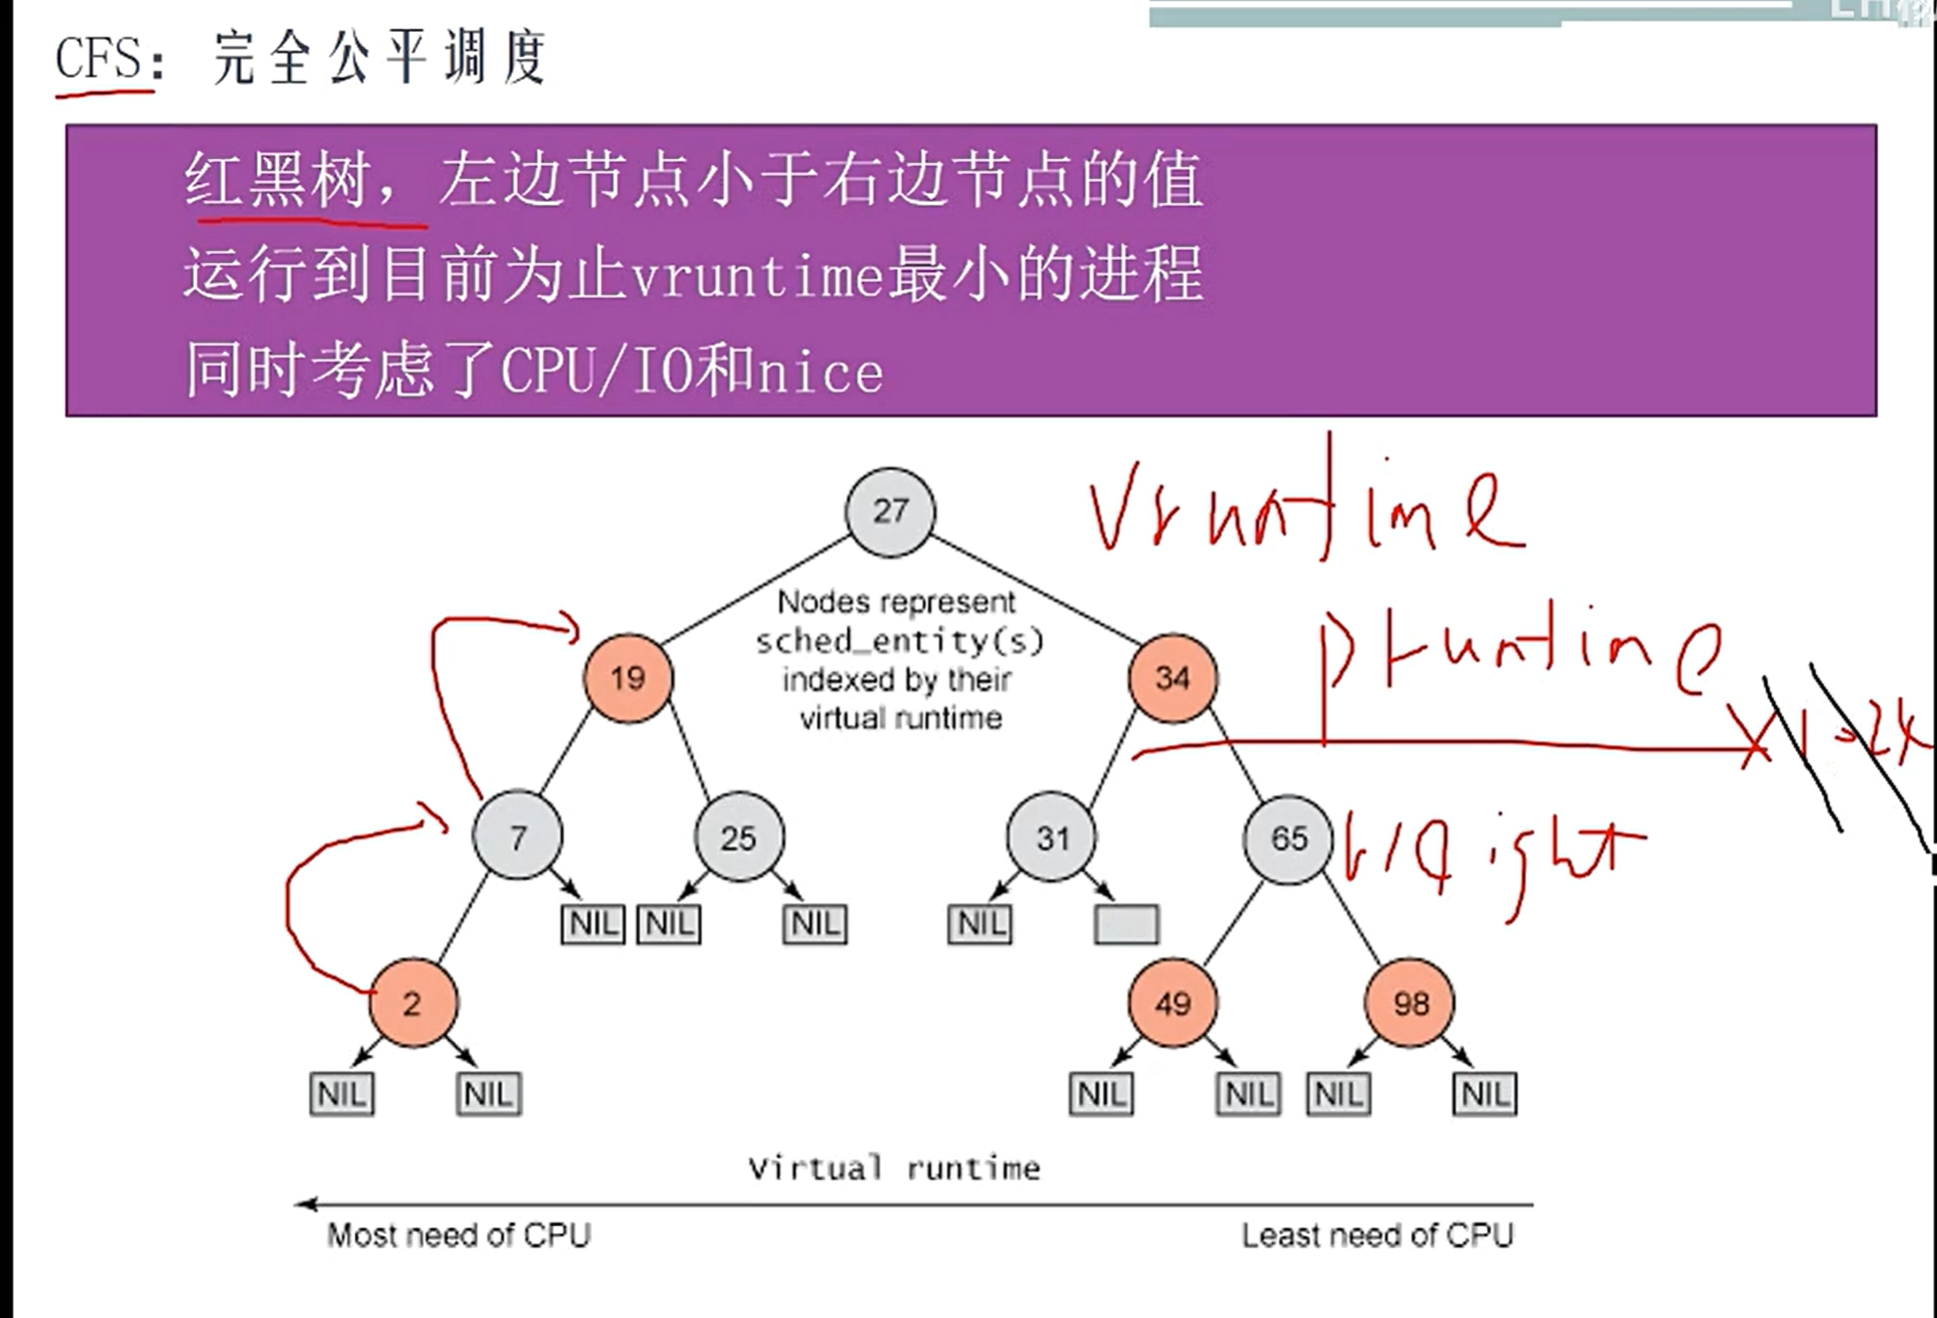 CFS: 完全公平调度
红黑树，左边节点小于右边节点的值
运行到目前为止vruntime最小的进程
同时考虑了CPU/IO和nice
27
vruntime
Nodes represent
sched_entity(s)
indexed by their
virtual runtime
pruntime
19
34
7
25
31
65
NIL
NIL
NIL
NIL
2
49
98
NIL
NIL
NIL
NIL
NIL
NIL
Virtual runtime
Most need of CPU
Least need of CPU